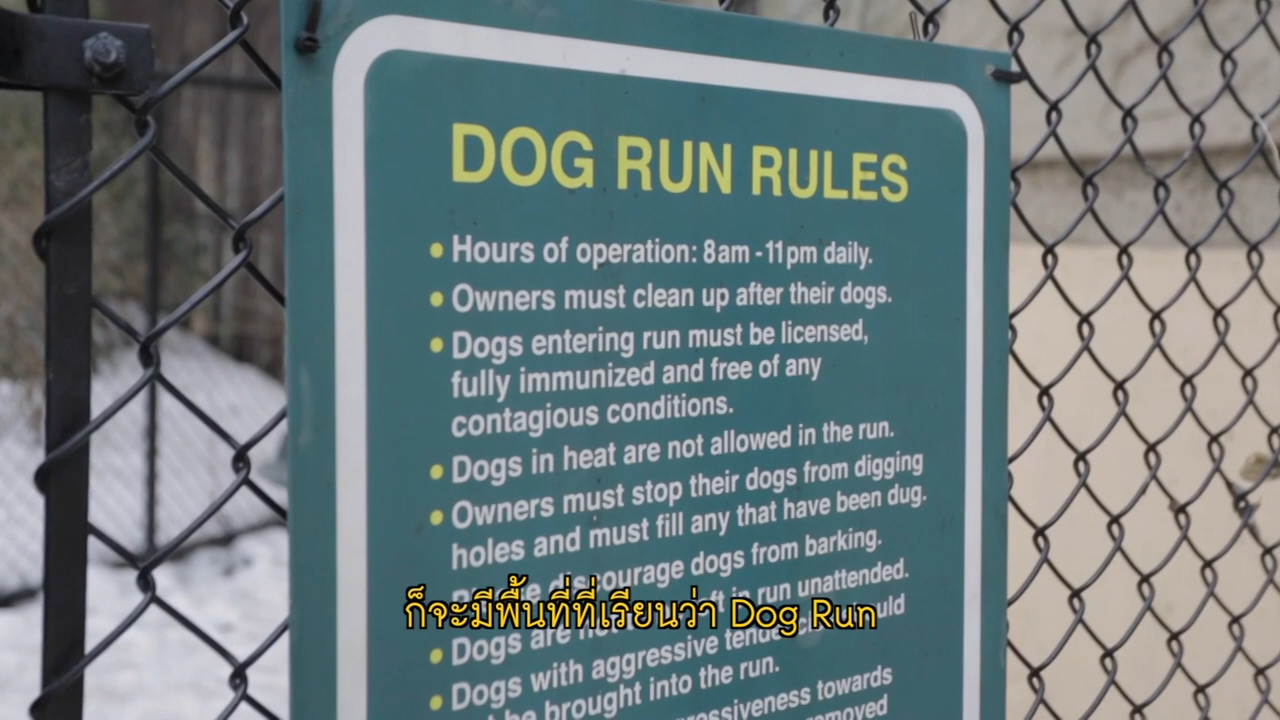 DOG RUN RULES
• Hours of operation: 8am - 11pm daily.
• Owners must clean up after their dogs.
• Dogs entering run must be licensed,
fully immunized and free of any
contagious conditions.
• Dogs in heat are not allowed in the run.
• Owners must stop their dogs from digging
holes and must fill any that have been dug.
discourage dogs from barking.
• Dogs are not in run unattended.
• Dogs with aggressive
be brought into the run.
towards
ก็จะมีพื้นที่ที่เรียนว่า Dog Run